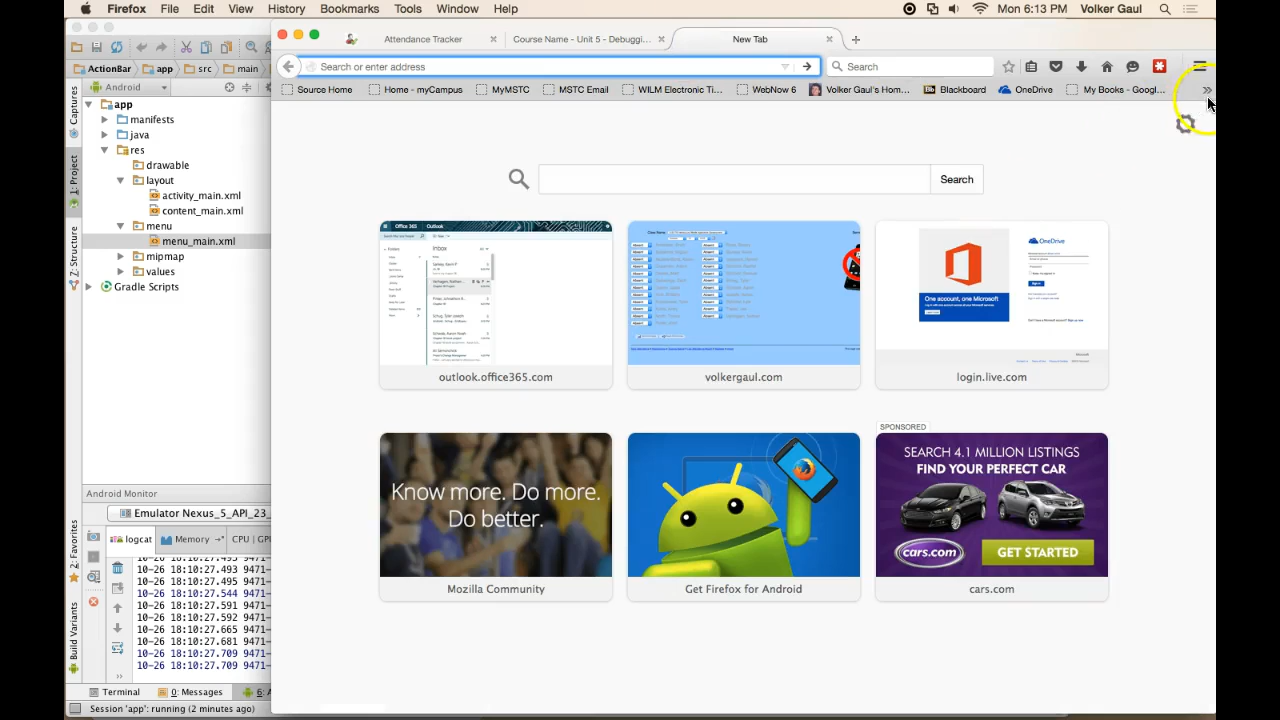 Firefox File Edit View History Bookmarks Tools Window Help Mon 6:13 PM Volker Gaul
Attendance Tracker Course Name - Unit 5 - Debuggi... New Tab
ActionBar app src main
Search or enter address Search
Android
Source Home Home - myCampus MyMSTC MSTC Email WILM Electronic Ti... WebNow 6 Volker Gaul's Hom... Blackboard OneDrive My Books - Googl...
Captures
1: Project
Z: Structure
2: Favorites
Build Variants
app
manifests
java
res
drawable
layout
activity_main.xml
content_main.xml
menu
menu_main.xml
mipmap
values
Gradle Scripts
Search
Office 365 Outlook
Inbox
OneDrive
One account, one Microsoft
outlook.office365.com volkergaul.com login.live.com
SPONSORED
Know more. Do more.
Do better.
SEARCH 4.1 MILLION LISTINGS
FIND YOUR PERFECT CAR
cars.com GET STARTED
Mozilla Community Get Firefox for Android cars.com
Android Monitor
Emulator Nexus_5_API_23_
logcat Memory CPU GPU
10-26 18:10:27.493 9471-
10-26 18:10:27.495 9471-
10-26 18:10:27.544 9471-
10-26 18:10:27.591 9471-
10-26 18:10:27.592 9471-
10-26 18:10:27.665 9471-
10-26 18:10:27.681 9471-
10-26 18:10:27.709 9471-
10-26 18:10:27.709 9471-
Terminal 0: Messages 6:
Session 'app': running (2 minutes ago)